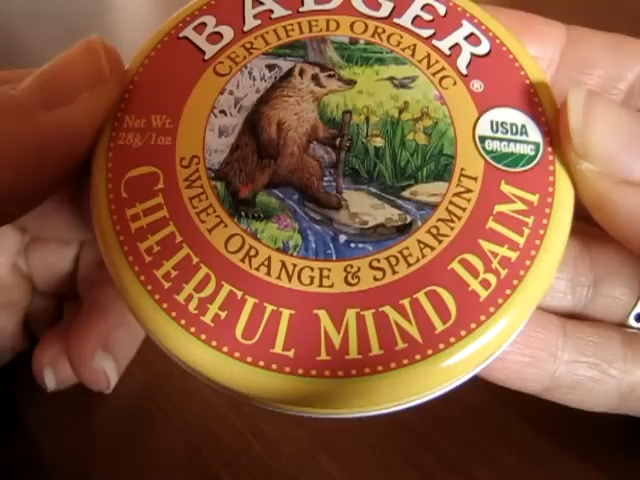 BADGER®
CERTIFIED ORGANIC
Net Wt.
28g/1oz
USDA
ORGANIC
SWEET ORANGE & SPEARMINT
CHEERFUL MIND BALM